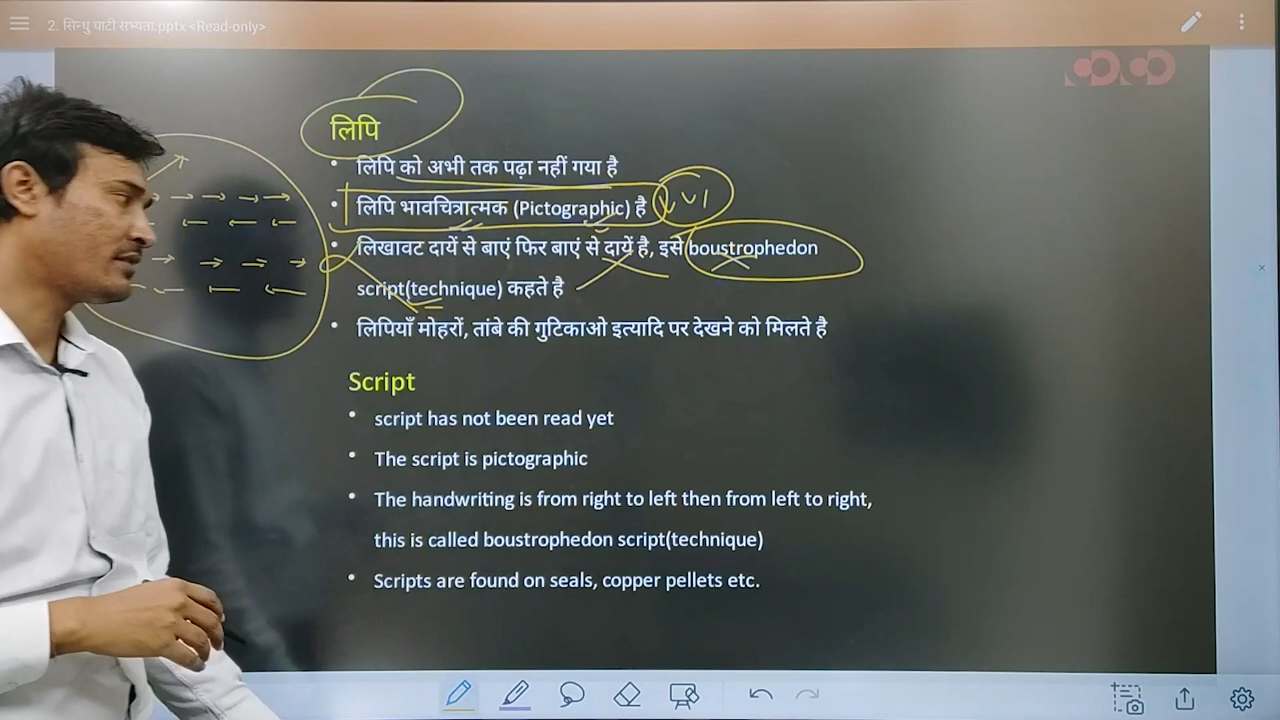 2. सिन्धु घाटी सभ्यता.pptx <Read-only>
लिपि
• लिपि को अभी तक पढ़ा नहीं गया है
• लिपि भावचित्रात्मक (Pictographic) है
• लिखावट दायें से बाएं फिर बाएं से दायें है, इसे boustrophedon
script(technique) कहते है
• लिपियाँ मोहरों, तांबे की गुटिकाओ इत्यादि पर देखने को मिलते है
Script
• script has not been read yet
• The script is pictographic
• The handwriting is from right to left then from left to right,
this is called boustrophedon script(technique)
• Scripts are found on seals, copper pellets etc.